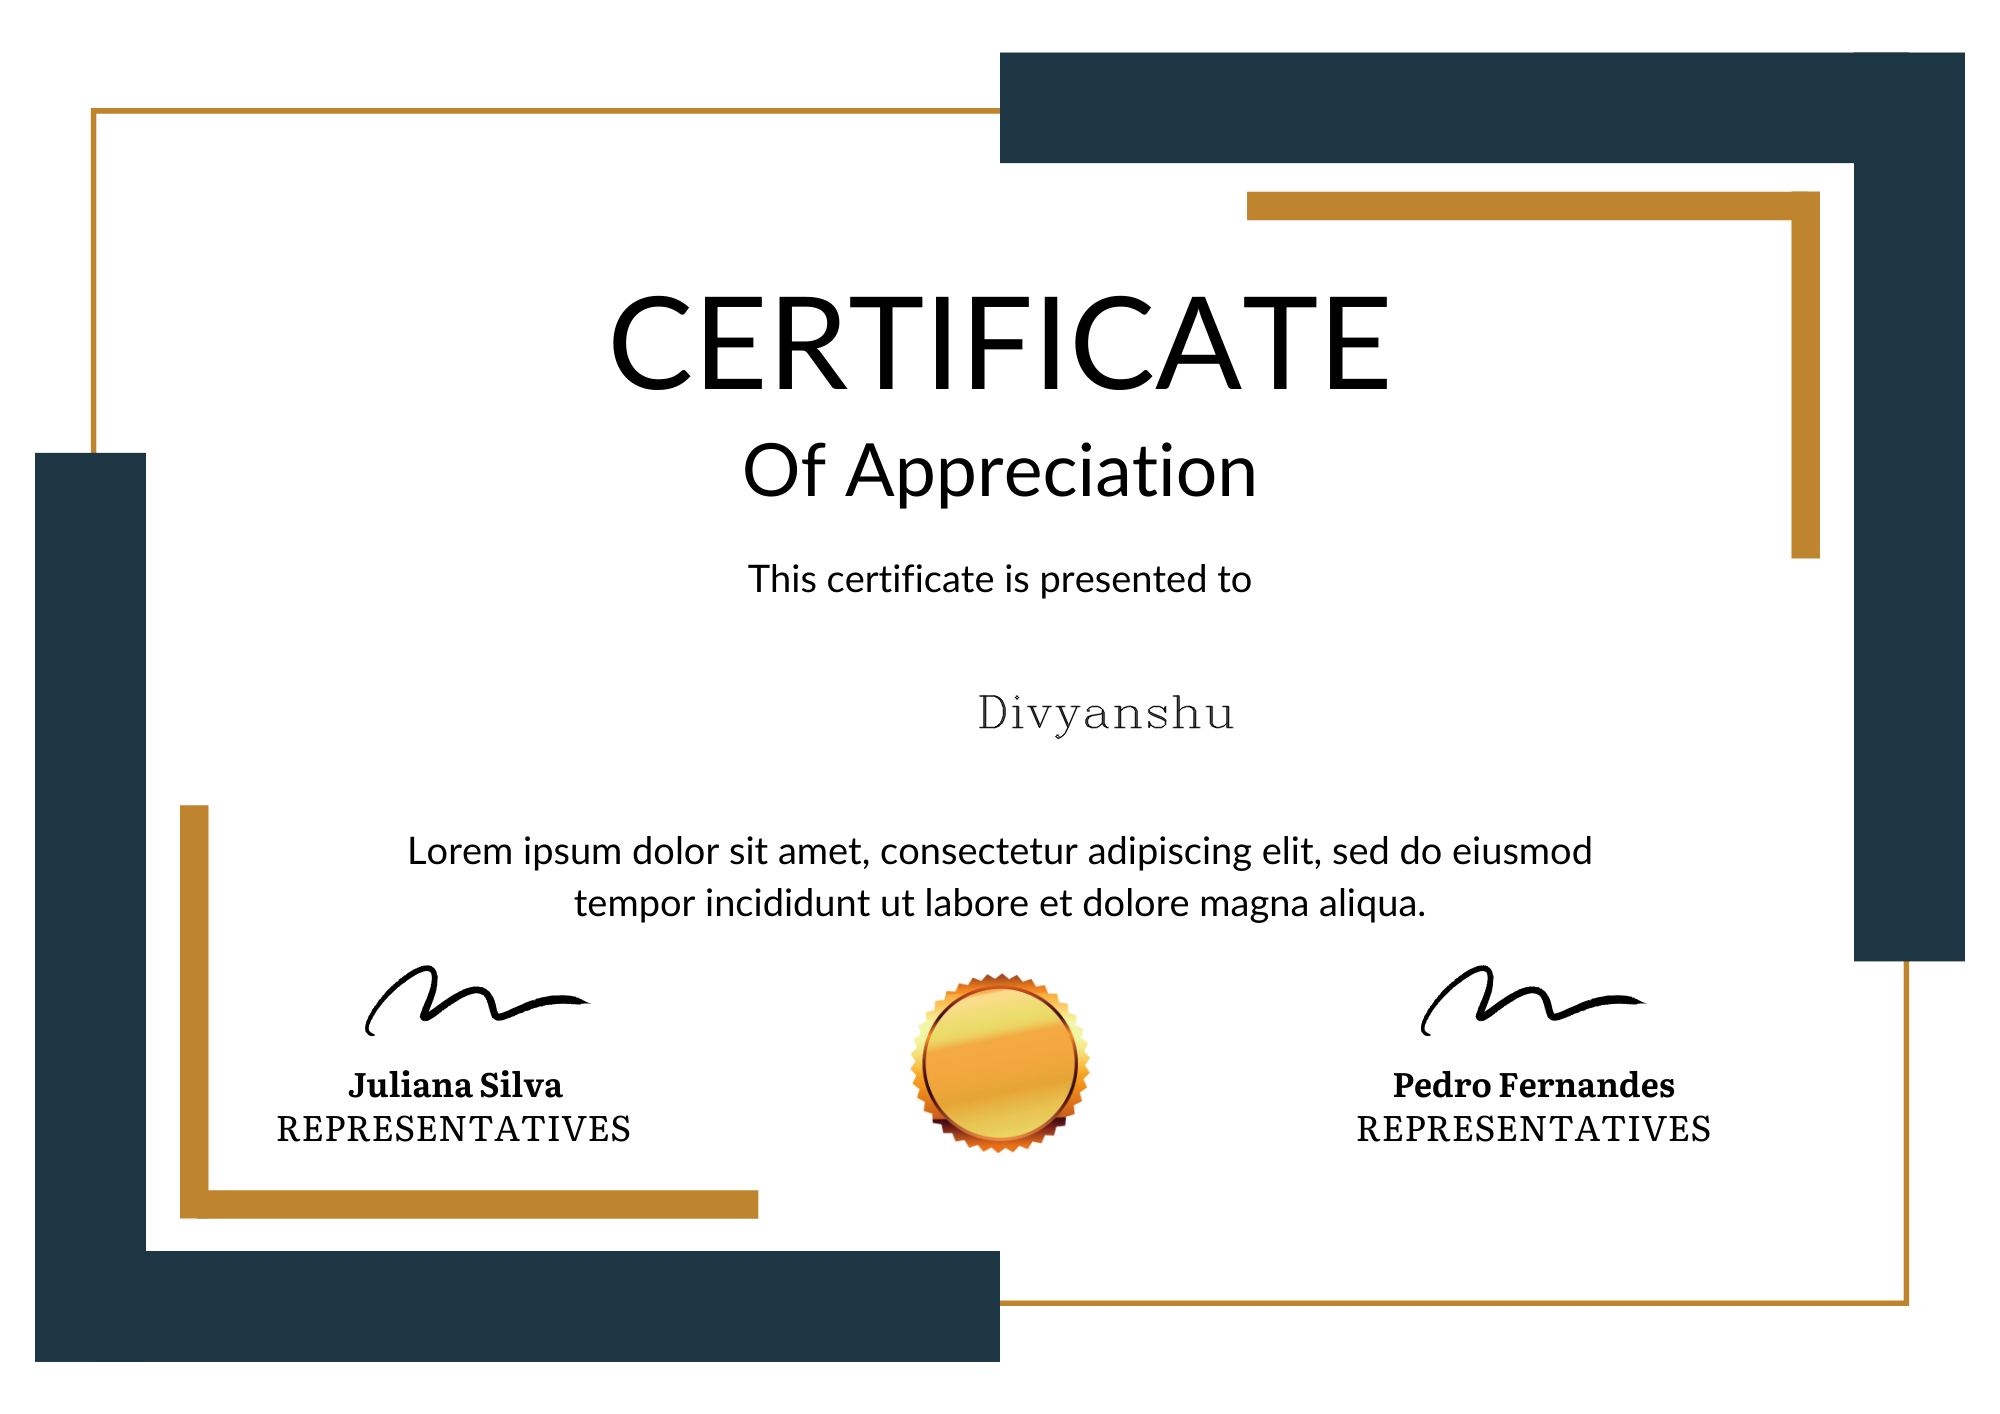 CERTIFICATE
Of Appreciation
This certificate is presented to
Divyanshu
Lorem ipsum dolor sit amet, consectetur adipiscing elit, sed do eiusmod
tempor incididunt ut labore et dolore magna aliqua.
Juliana Silva
REPRESENTATIVES
Pedro Fernandes
REPRESENTATIVES